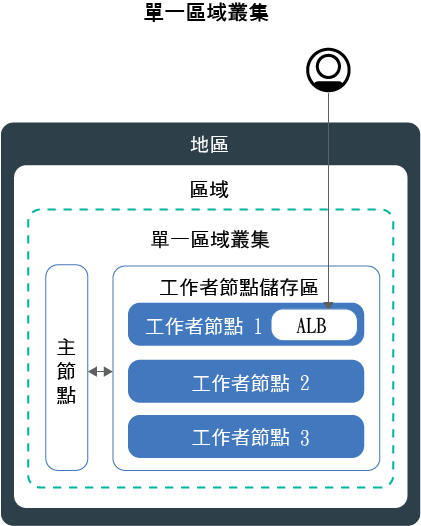 單一區域叢集
地區
區域
單一區域叢集
工作者節點儲存區
工作者節點 1
ALB
主節點
工作者節點 2
工作者節點 3